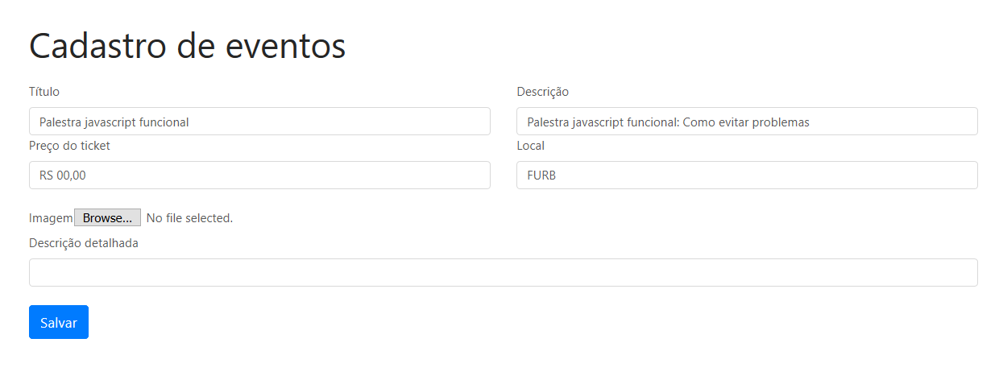 Cadastro de eventos
Título
Descrição
Palestra javascript funcional
Palestra javascript funcional: Como evitar problemas
Preço do ticket
Local
RS 00,00
FURB
Imagem Browse... No file selected.
Descrição detalhada
Salvar